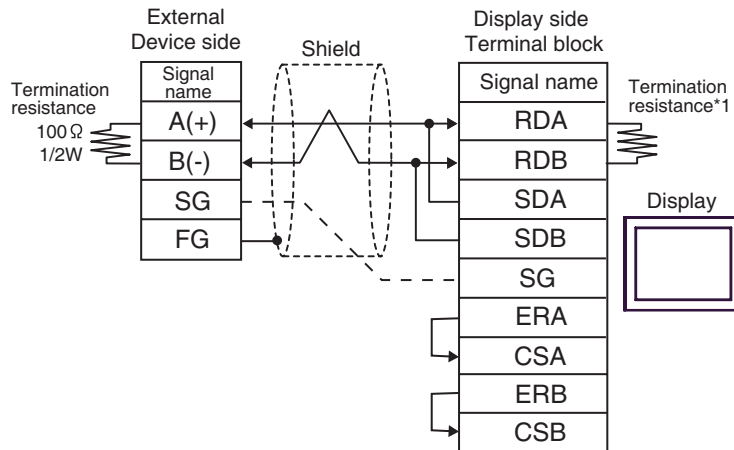 External
Device side
Shield
Display side
Terminal block
Termination
resistance
100 Ω
1/2W
Signal
name
A(+)
B(-)
SG
FG
Signal name
RDA
RDB
SDA
SDB
SG
ERA
CSA
ERB
CSB
Termination
resistance*1
Display